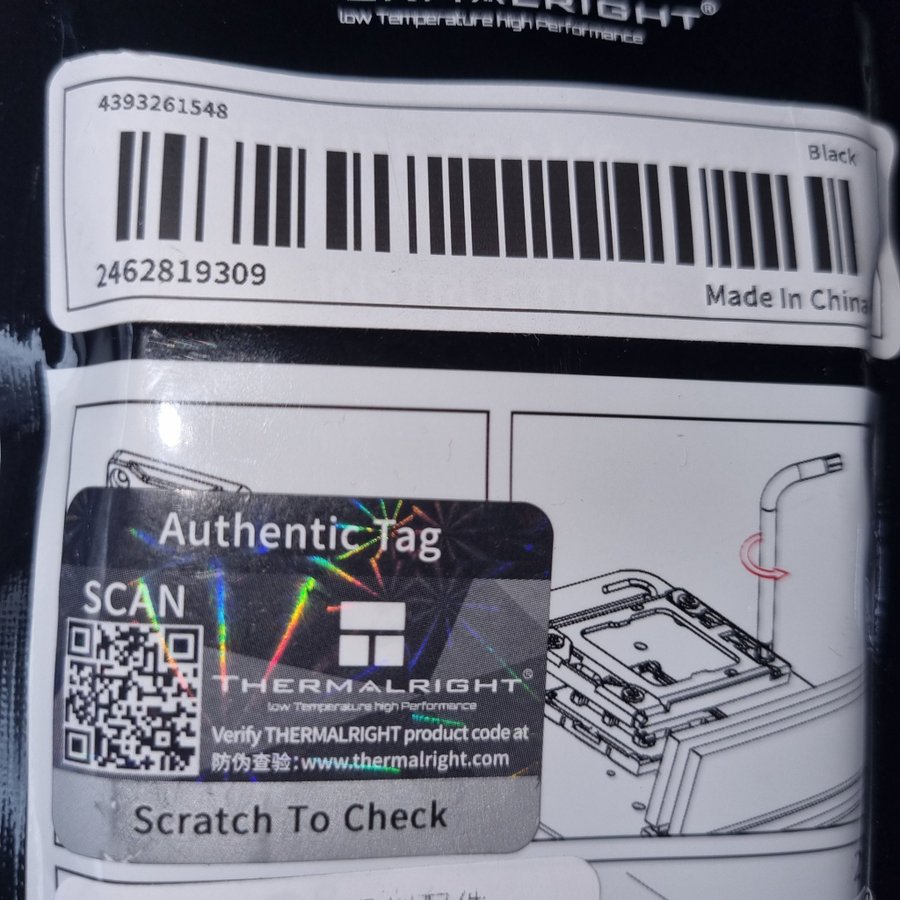 low Temperature high Performance
4393261548
Black
2462819309
Made In China
Authentic Tag
SCAN
THERMALRIGHT®
low Temperature high Performance
Verify THERMALRIGHT product code at
防伪查验:www.thermalright.com
Scratch To Check